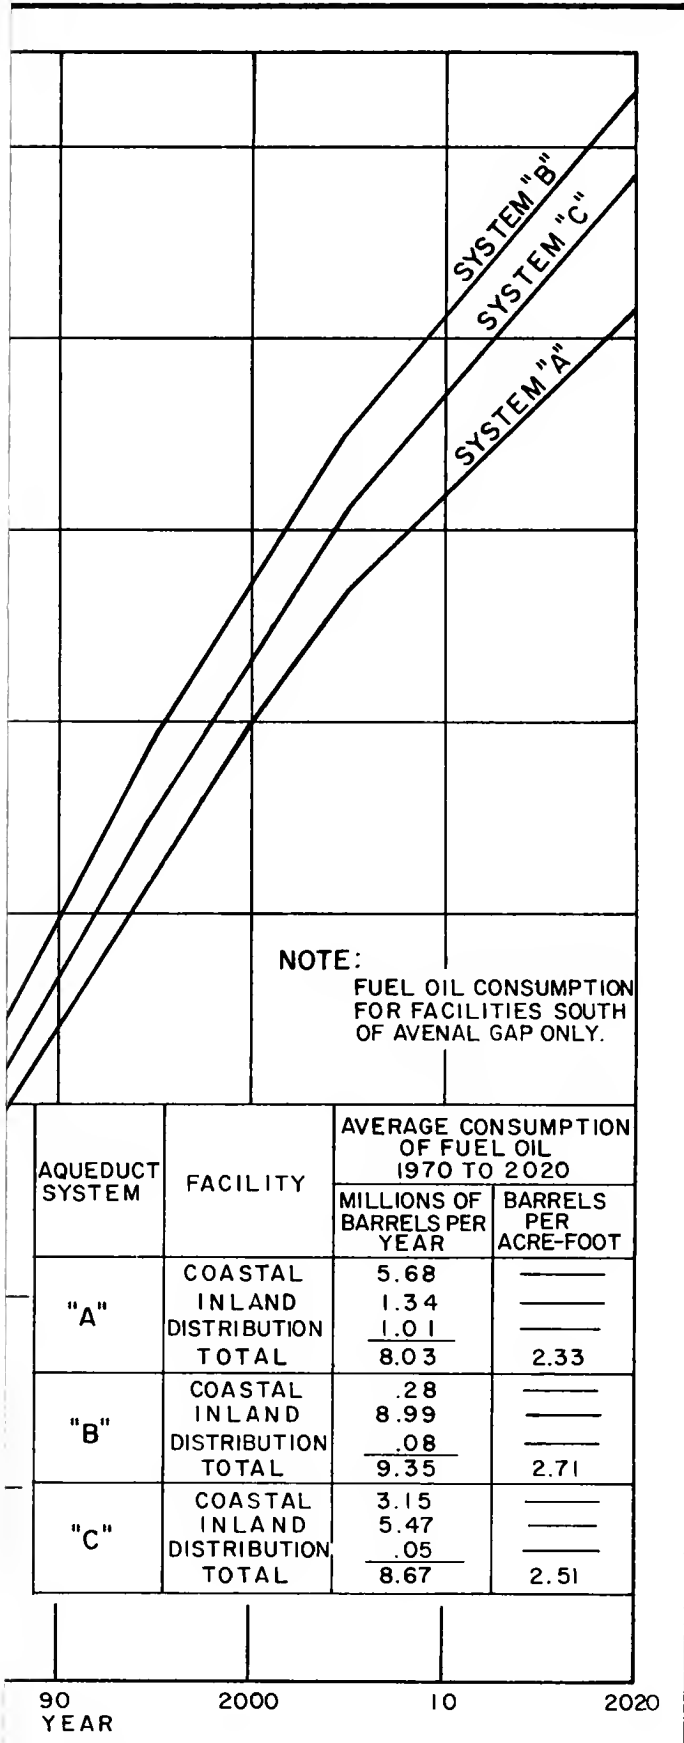 SYSTEM "B"
SYSTEM "C"
SYSTEM "A"
NOTE:
FUEL OIL CONSUMPTION
FOR FACILITIES SOUTH
OF AVENAL GAP ONLY.
AQUEDUCT
SYSTEM
FACILITY
AVERAGE CONSUMPTION
OF FUEL OIL
1970 TO 2020
MILLIONS OF
BARRELS PER
YEAR
BARRELS
PER
ACRE-FOOT
"A"
COASTAL 5.68
INLAND 1.34
DISTRIBUTION 1.01
TOTAL 8.03 2.33
"B"
COASTAL .28
INLAND 8.99
DISTRIBUTION .08
TOTAL 9.35 2.71
"C"
COASTAL 3.15
INLAND 5.47
DISTRIBUTION .05
TOTAL 8.67 2.51
90 2000 10 2020
YEAR